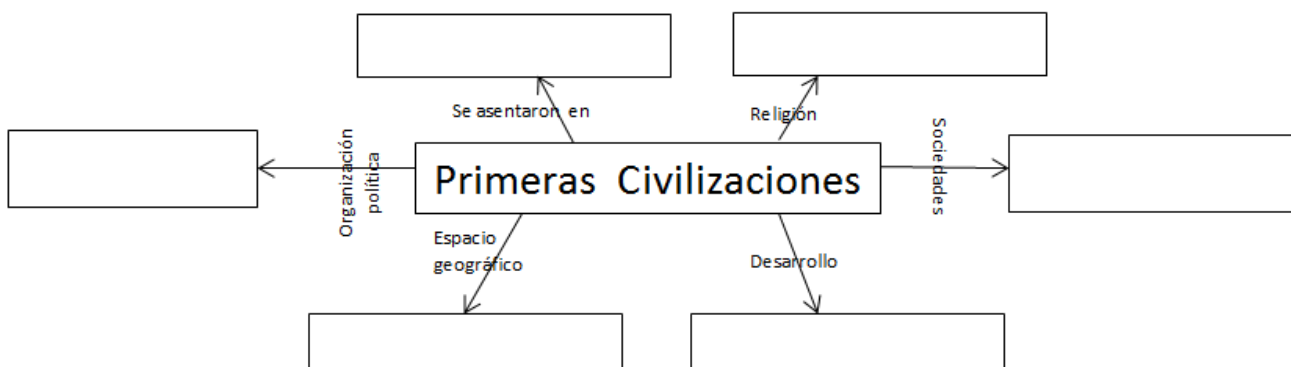 Se asentaron en
Religión
Organización
política
Primeras Civilizaciones
Sociedades
Espacio
geográfico
Desarrollo